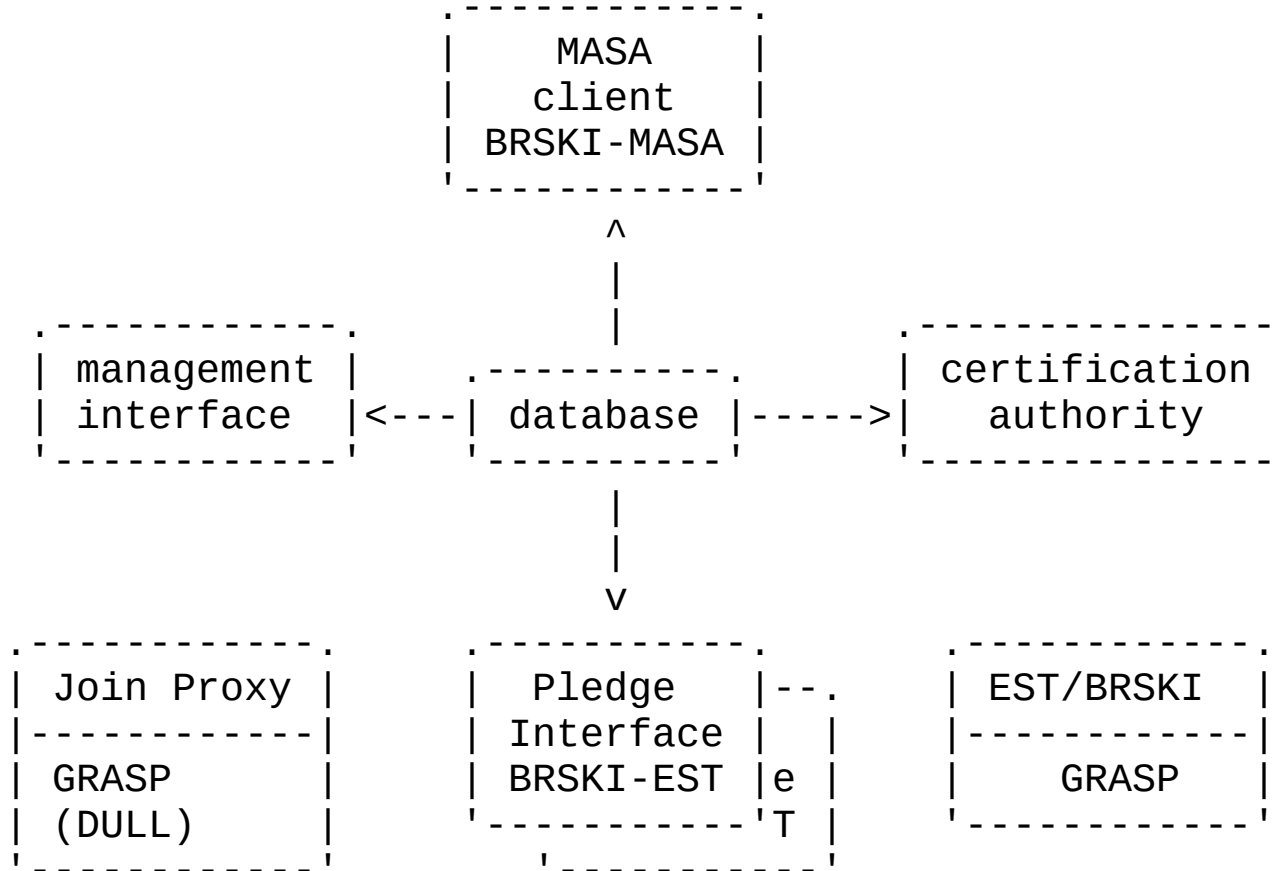 MASA
client
BRSKI-MASA
management
interface
database
certification
authority
Join Proxy
GRASP
(DULL)
Pledge
Interface
BRSKI-EST
e
T
EST/BRSKI
GRASP